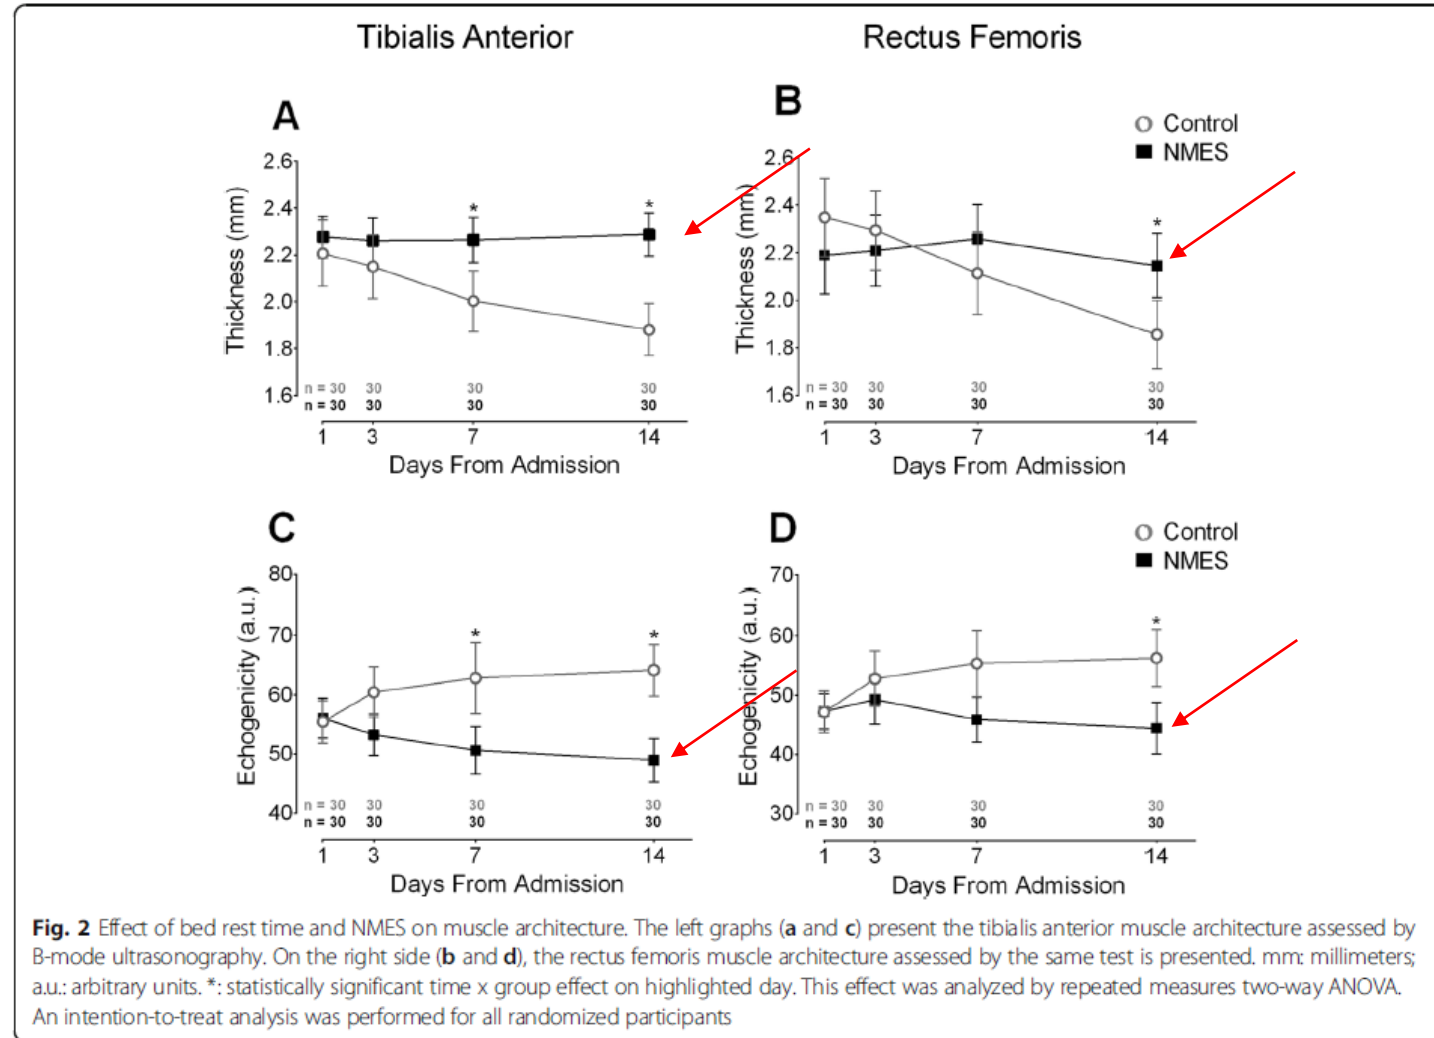 Tibialis Anterior
Rectus Femoris
A
2.6
2.4
2.2
2.0
1.8
1.6
Thickness (mm)
* *
n = 30 30 30 30
n = 30 30 30 30
1 3 7 14
Days From Admission
B
Control
NMES
2.6
2.4
2.2
2.0
1.8
1.6
Thickness (mm)
*
n = 30 30 30 30
n = 30 30 30 30
1 3 7 14
Days From Admission
C
80
70
60
50
40
Echogenicity (a.u.)
* *
n = 30 30 30 30
n = 30 30 30 30
1 3 7 14
Days From Admission
D
Control
NMES
70
60
50
40
30
Echogenicity (a.u.)
*
n = 30 30 30 30
n = 30 30 30 30
1 3 7 14
Days From Admission
Fig. 2 Effect of bed rest time and NMES on muscle architecture. The left graphs (a and c) present the tibialis anterior muscle architecture assessed by
B-mode ultrasonography. On the right side (b and d), the rectus femoris muscle architecture assessed by the same test is presented. mm: millimeters;
a.u.: arbitrary units. *: statistically significant time x group effect on highlighted day. This effect was analyzed by repeated measures two-way ANOVA.
An intention-to-treat analysis was performed for all randomized participants